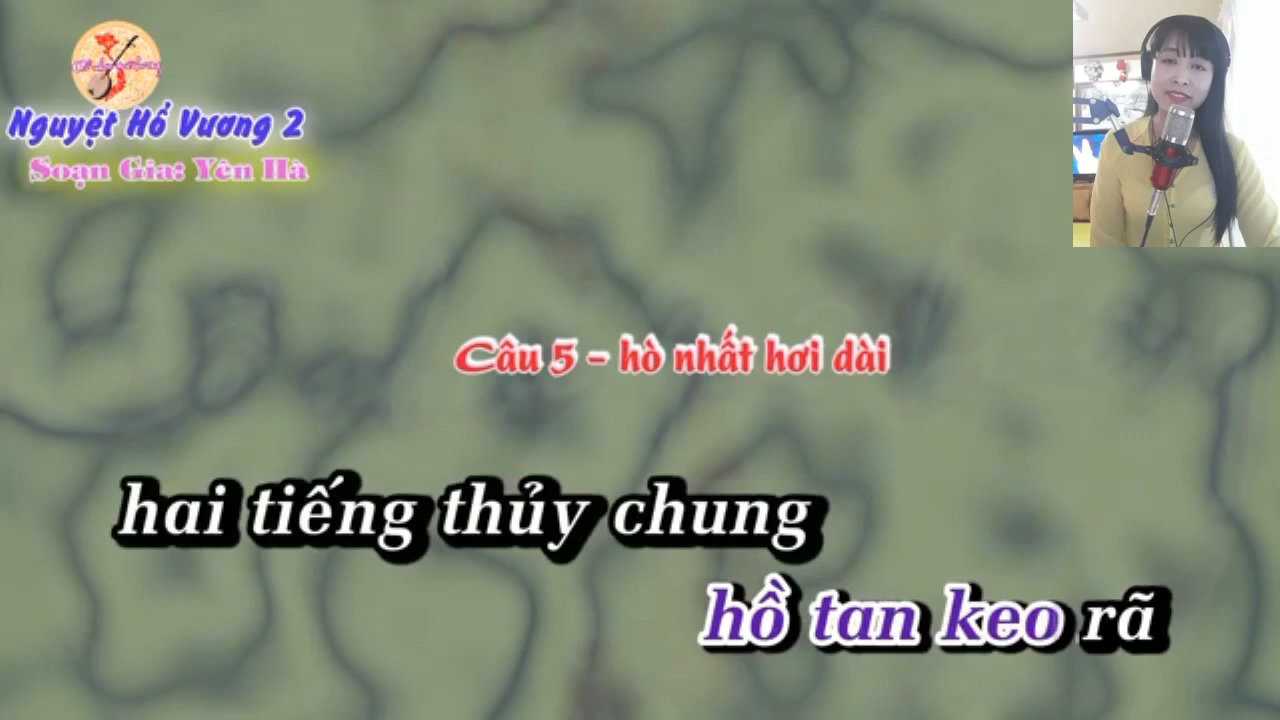 Nguyệt Hổ Vương 2
Soạn Gia: Yên Hà
Câu 5 - hò nhất hơi dài
hai tiếng thủy chung
hồ tan keo rã